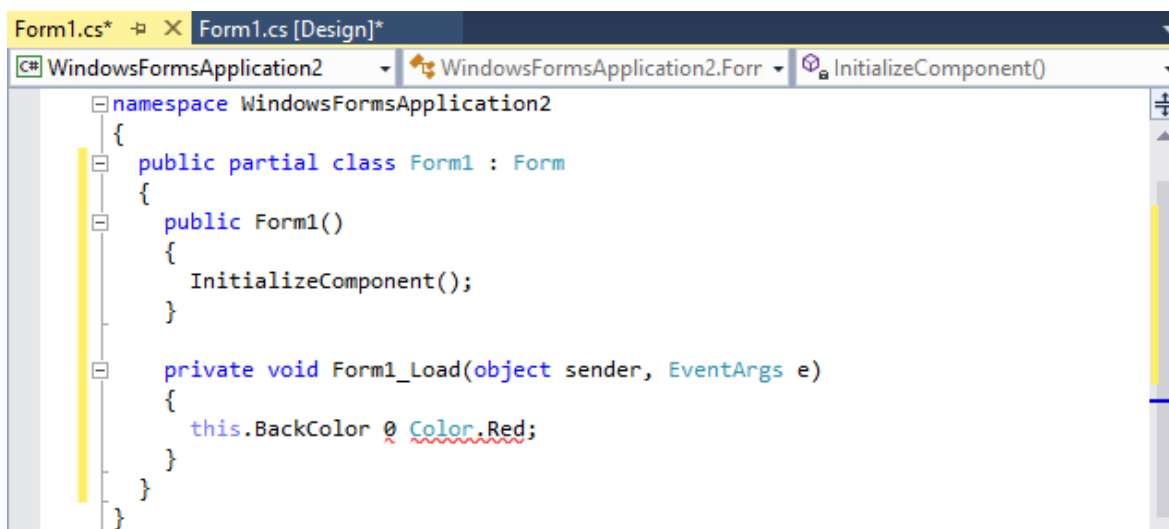 Form1.cs* Form1.cs [Design]*
C# WindowsFormsApplication2 WindowsFormsApplication2.Forr InitializeComponent()
namespace WindowsFormsApplication2
{
public partial class Form1 : Form
{
public Form1()
{
InitializeComponent();
}
private void Form1_Load(object sender, EventArgs e)
{
this.BackColor 0 Color.Red;
}
}
}